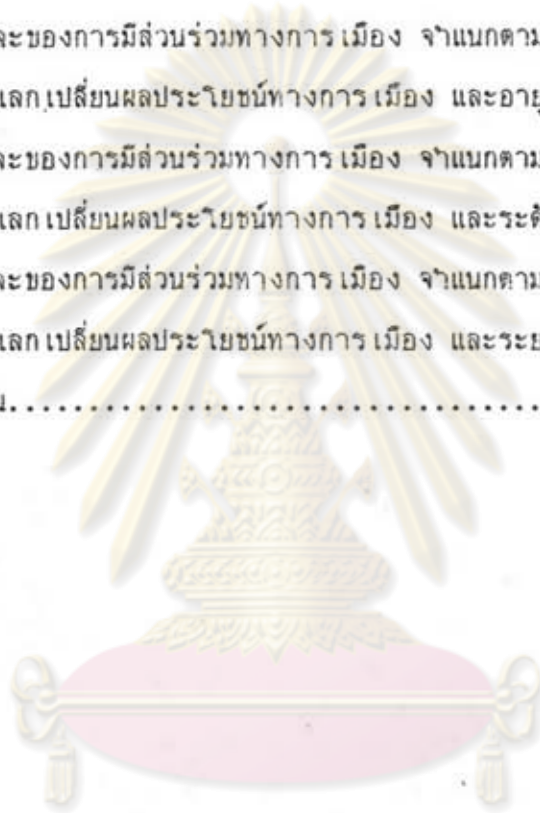 ละของการมีส่วนร่วมทางการเมือง จำแนกตาม
แลกเปลี่ยนผลประโยชน์ทางการเมือง และอายุ
ละของการมีส่วนร่วมทางการเมือง จำแนกตาม
แลกเปลี่ยนผลประโยชน์ทางการเมือง และระดั
ละของการมีส่วนร่วมทางการเมือง จำแนกตาม
แลกเปลี่ยนผลประโยชน์ทางการเมือง และระย
น.................................